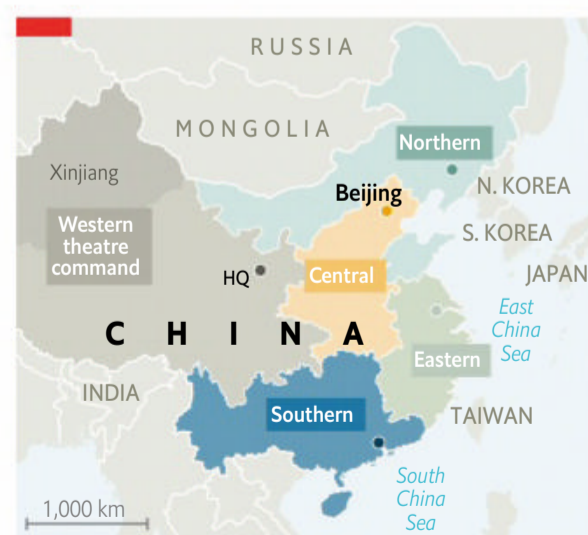 RUSSIA
MONGOLIA
Northern
Xinjiang
Beijing
N. KOREA
Western
theatre
command
S. KOREA
HQ
Central
JAPAN
East
China
Sea
CHINA
Eastern
INDIA
Southern
TAIWAN
South
China
Sea
1,000 km